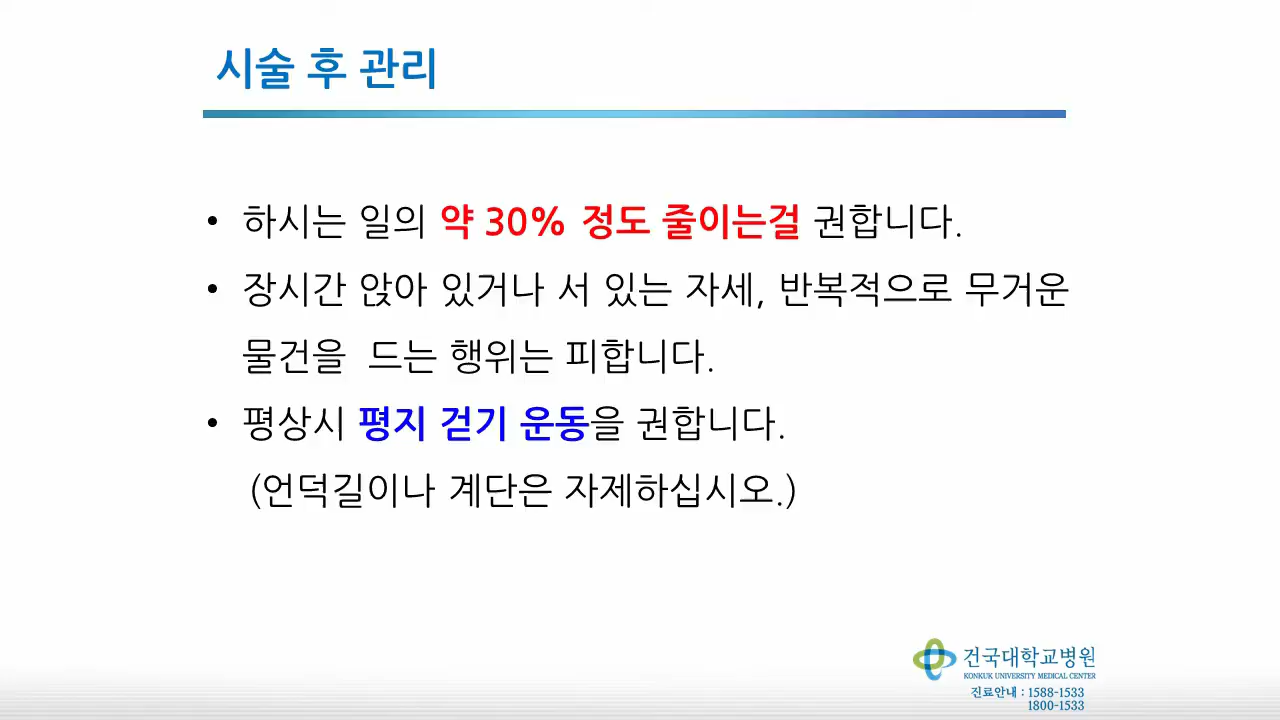 시술 후 관리
• 하시는 일의 약 30% 정도 줄이는걸 권합니다.
• 장시간 앉아 있거나 서 있는 자세, 반복적으로 무거운
물건을 드는 행위는 피합니다.
• 평상시 평지 걷기 운동을 권합니다.
(언덕길이나 계단은 자제하십시오.)
건국대학교병원
KONKUK UNIVERSITY MEDICAL CENTER
진료안내 : 1588-1533
1800-1533